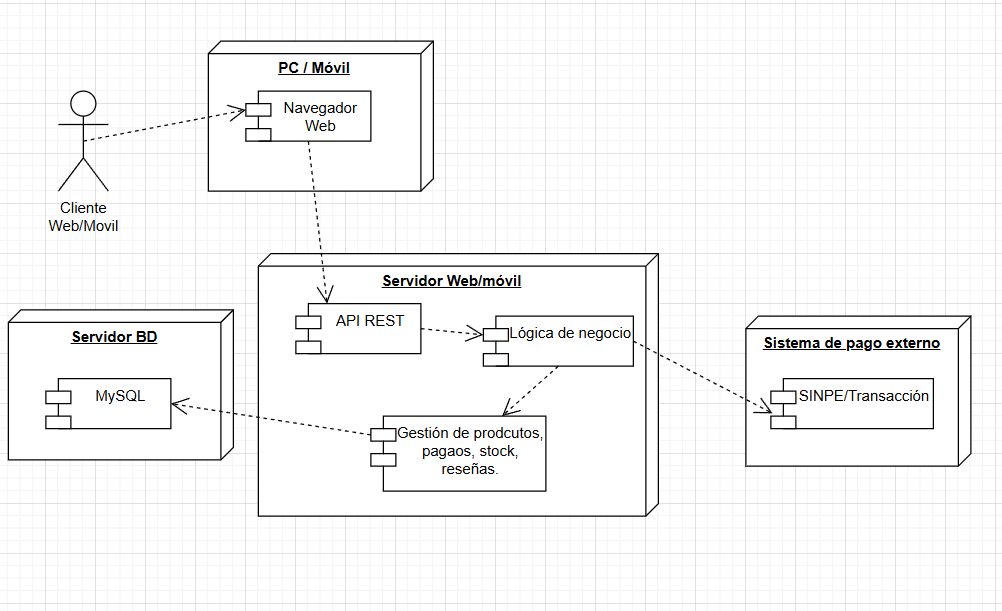 PC / Móvil
Navegador
Web
Cliente
Web/Movil
Servidor Web/móvil
API REST
Lógica de negocio
Servidor BD
MySQL
Sistema de pago externo
SINPE/Transacción
Gestión de prodcutos,
pagaos, stock,
reseñas.